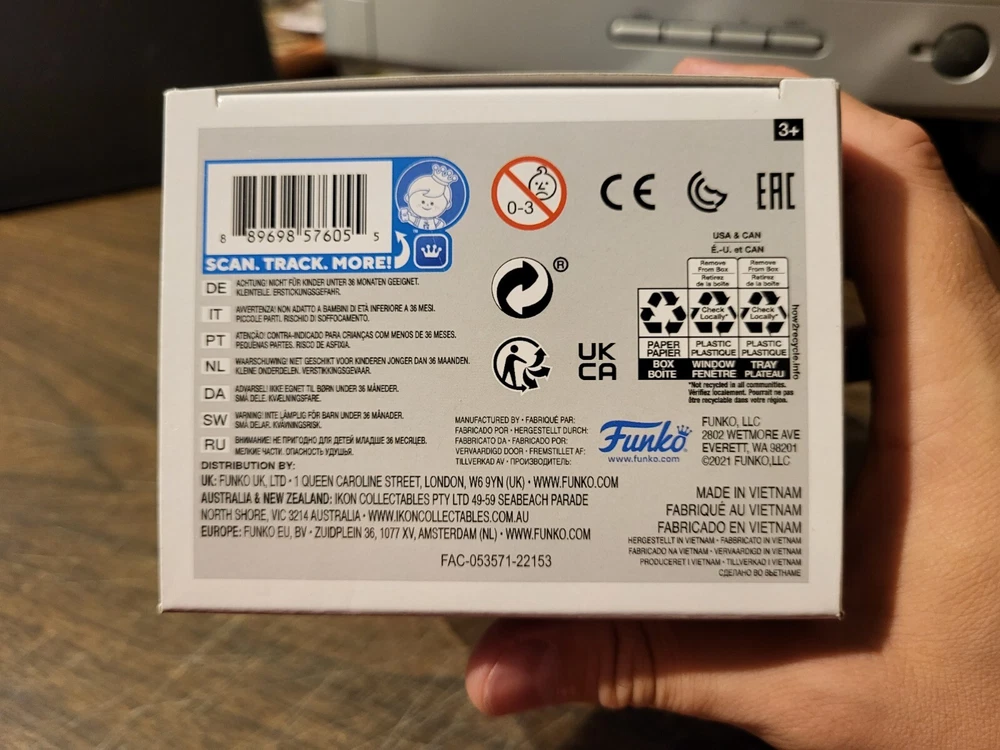 3+
8 89698 57605 5
SCAN. TRACK. MORE!
0-3
CE
EAC
®
UK
CA
USA & CAN
É.-U. et CAN
Remove From Box
Retirez de la boîte
Remove From Box
Retirez de la boîte
Check Locally*
Check Locally*
PAPER PAPIER
PLASTIC PLASTIQUE
PLASTIC PLASTIQUE
BOX BOÎTE
WINDOW FENÊTRE
TRAY PLATEAU
how2recycle.info
*Not recycled in all communities.
Vérifiez localement. Pourrait ne pas
être recyclable dans votre région.
DE ACHTUNG! NICHT FÜR KINDER UNTER 36 MONATEN GEEIGNET.
KLEINTEILE. ERSTICKUNGSGEFAHR.
IT AVVERTENZA! NON ADATTO A BAMBINI DI ETÀ INFERIORE A 36 MESI.
PICCOLE PARTI. RISCHIO DI SOFFOCAMENTO.
PT ATENÇÃO! CONTRA-INDICADO PARA CRIANÇAS COM MENOS DE 36 MESES.
PEQUENAS PARTES. RISCO DE ASFIXIA.
NL WAARSCHUWING! NIET GESCHIKT VOOR KINDEREN JONGER DAN 36 MAANDEN.
KLEINE ONDERDELEN. VERSTIKKINGSGEVAAR.
DA ADVARSEL! IKKE EGNET TIL BØRN UNDER 36 MÅNEDER.
SMÅ DELE. KVÆLNINGSFARE.
SW VARNING! INTE LÄMPLIG FÖR BARN UNDER 36 MÅNADER.
SMÅ DELAR. KVÄVNINGSRISK.
RU ВНИМАНИЕ! НЕ ПРИГОДНО ДЛЯ ДЕТЕЙ МЛАДШЕ 36 МЕСЯЦЕВ.
МЕЛКИЕ ЧАСТИ. ОПАСНОСТЬ УДУШЬЯ.
MANUFACTURED BY • FABRIQUÉ PAR:
FABRICADO POR • HERGESTELLT DURCH:
FABBRICATO DA • FABRICADO POR:
VERVAARDIGD DOOR • FREMSTILLET AF:
TILLVERKAD AV • ПРОИЗВОДИТЕЛЬ:
Funko®
www.funko.com
FUNKO, LLC
2802 WETMORE AVE
EVERETT, WA 98201
©2021 FUNKO,LLC
DISTRIBUTION BY:
UK: FUNKO UK, LTD • 1 QUEEN CAROLINE STREET, LONDON, W6 9YN (UK) • WWW.FUNKO.COM
AUSTRALIA & NEW ZEALAND: IKON COLLECTABLES PTY LTD 49-59 SEABEACH PARADE
NORTH SHORE, VIC 3214 AUSTRALIA • WWW.IKONCOLLECTABLES.COM.AU
EUROPE: FUNKO EU, BV • ZUIDPLEIN 36, 1077 XV, AMSTERDAM (NL) • WWW.FUNKO.COM
FAC-053571-22153
MADE IN VIETNAM
FABRIQUÉ AU VIETNAM
FABRICADO EN VIETNAM
HERGESTELLT IN VIETNAM • FABBRICATO IN VIETNAM
FABRICADO NA VIETNAM • VERVAARDIGD IN VIETNAM
PRODUCERET I VIETNAM • TILLVERKAD I VIETNAM
СДЕЛАНО ВО ВЬЕТНАМЕ